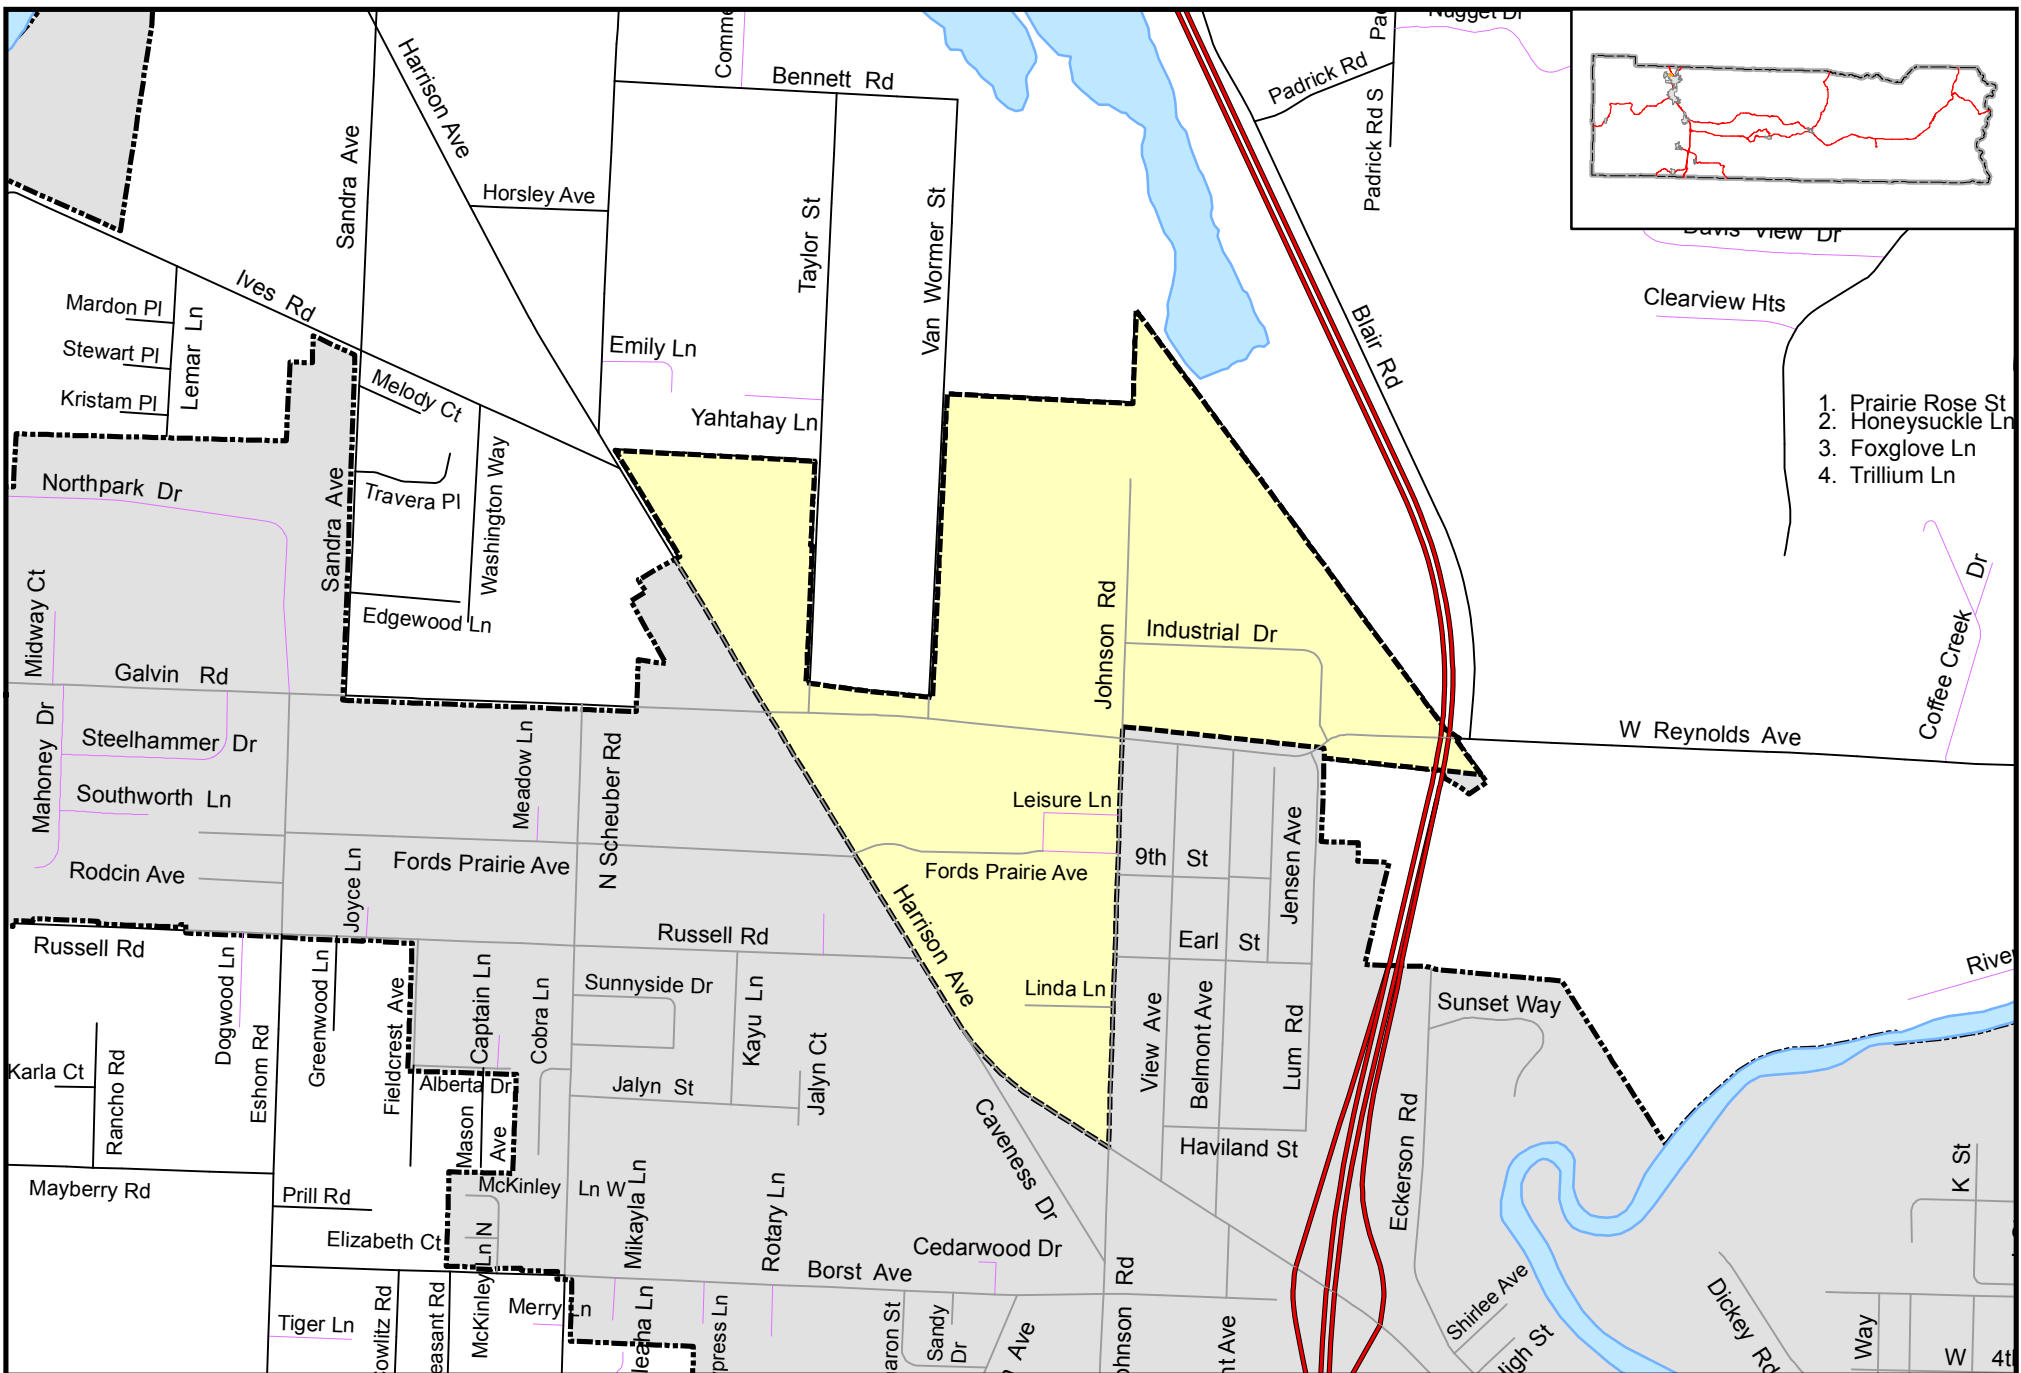 Nugget Dr
Bennett Rd
Padrick Rd
Padrick Rd S
Harrison Ave
Sandra Ave
Horsley Ave
Taylor St
Van Wormer St
Davis View Dr
Ives Rd
Mardon Pl
Clearview Hts
Stewart Pl
Lemar Ln
Emily Ln
Blair Rd
Kristam Pl
Melody Ct
Yahtahay Ln
1. Prairie Rose St
2. Honeysuckle Ln
3. Foxglove Ln
4. Trillium Ln
Northpark Dr
Sandra Ave
Travera Pl
Washington Way
Midway Ct
Edgewood Ln
Johnson Rd
Industrial Dr
Coffee Creek Dr
Galvin Rd
Mahoney Dr
Steelhammer Dr
Meadow Ln
N Scheuber Rd
W Reynolds Ave
Southworth Ln
Leisure Ln
Jensen Ave
Rodcin Ave
Joyce Ln
Fords Prairie Ave
Fords Prairie Ave
9th St
Harrison Ave
Russell Rd
Russell Rd
Earl St
Dogwood Ln
Eshom Rd
Greenwood Ln
Fieldcrest Ave
Captain Ln
Cobra Ln
Sunnyside Dr
Kayu Ln
Linda Ln
View Ave
Belmont Ave
Lum Rd
Sunset Way
Karla Ct
Rancho Rd
Alberta Dr
Jalyn St
Jalyn Ct
Mason Ave
Caveness Dr
Haviland St
Eckerson Rd
K St
Mayberry Rd
Prill Rd
McKinley Ln W
Mikayla Ln
Rotary Ln
Elizabeth Ct
McKinley Ln N
Cedarwood Dr
Borst Ave
Rd
Merry Ln
Tiger Ln
Sandy Dr
Shirlee Ave
Dickey Rd
Way
W